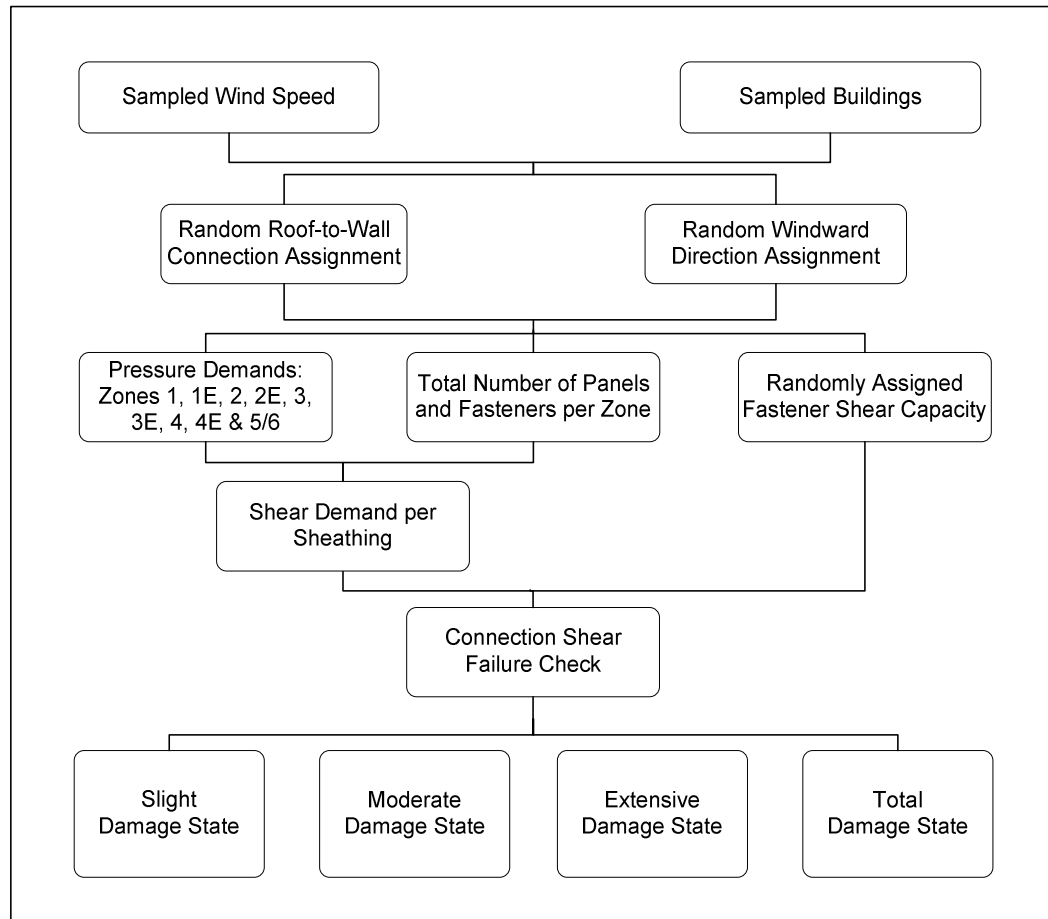 Sampled Wind Speed
Sampled Buildings
Random Roof-to-Wall
Connection Assignment
Random Windward
Direction Assignment
Pressure Demands:
Zones 1, 1E, 2, 2E, 3,
3E, 4, 4E & 5/6
Total Number of Panels
and Fasteners per Zone
Randomly Assigned
Fastener Shear Capacity
Shear Demand per
Sheathing
Connection Shear
Failure Check
Slight
Damage State
Moderate
Damage State
Extensive
Damage State
Total
Damage State